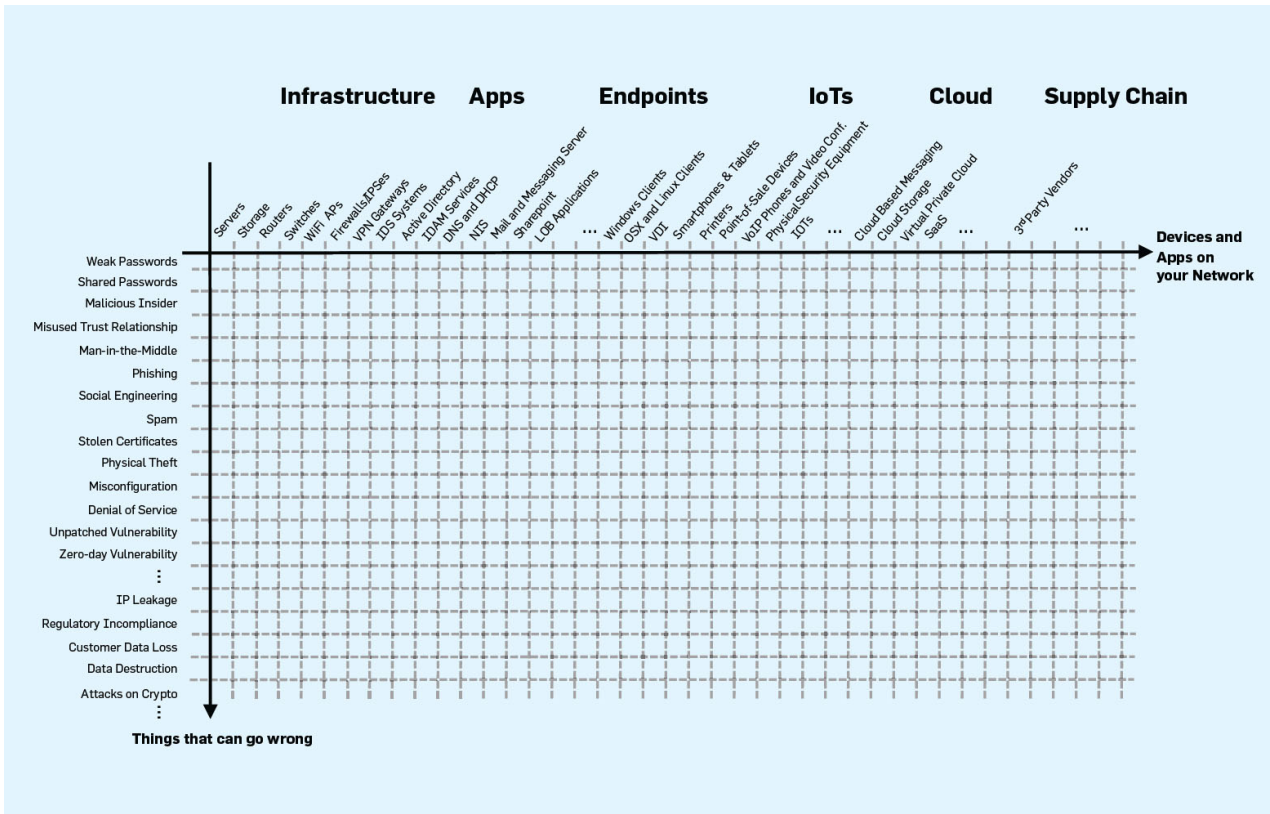 Infrastructure Apps Endpoints IoTs Cloud Supply Chain
Servers
Storage
Routers
Switches
WiFi APs
Firewalls/IPSes
VPN Gateways
IDS Systems
Active Directory
IDAM Services
DNS and DHCP
NIS
Mail and Messaging Server
Sharepoint
LOB Applications
...
Windows Clients
OSX and Linux Clients
VDI
Smartphones & Tablets
Printers
Point-of-Sale Devices
VoIP Phones and Video Conf.
Physical Security Equipment
IOTs
...
Cloud Based Messaging
Cloud Storage
Virtual Private Cloud
SaaS
...
3rd Party Vendors
...
Devices and
Apps on
your Network
Weak Passwords
Shared Passwords
Malicious Insider
Misused Trust Relationship
Man-in-the-Middle
Phishing
Social Engineering
Spam
Stolen Certificates
Physical Theft
Misconfiguration
Denial of Service
Unpatched Vulnerability
Zero-day Vulnerability
⋮
IP Leakage
Regulatory Incompliance
Customer Data Loss
Data Destruction
Attacks on Crypto
⋮
Things that can go wrong